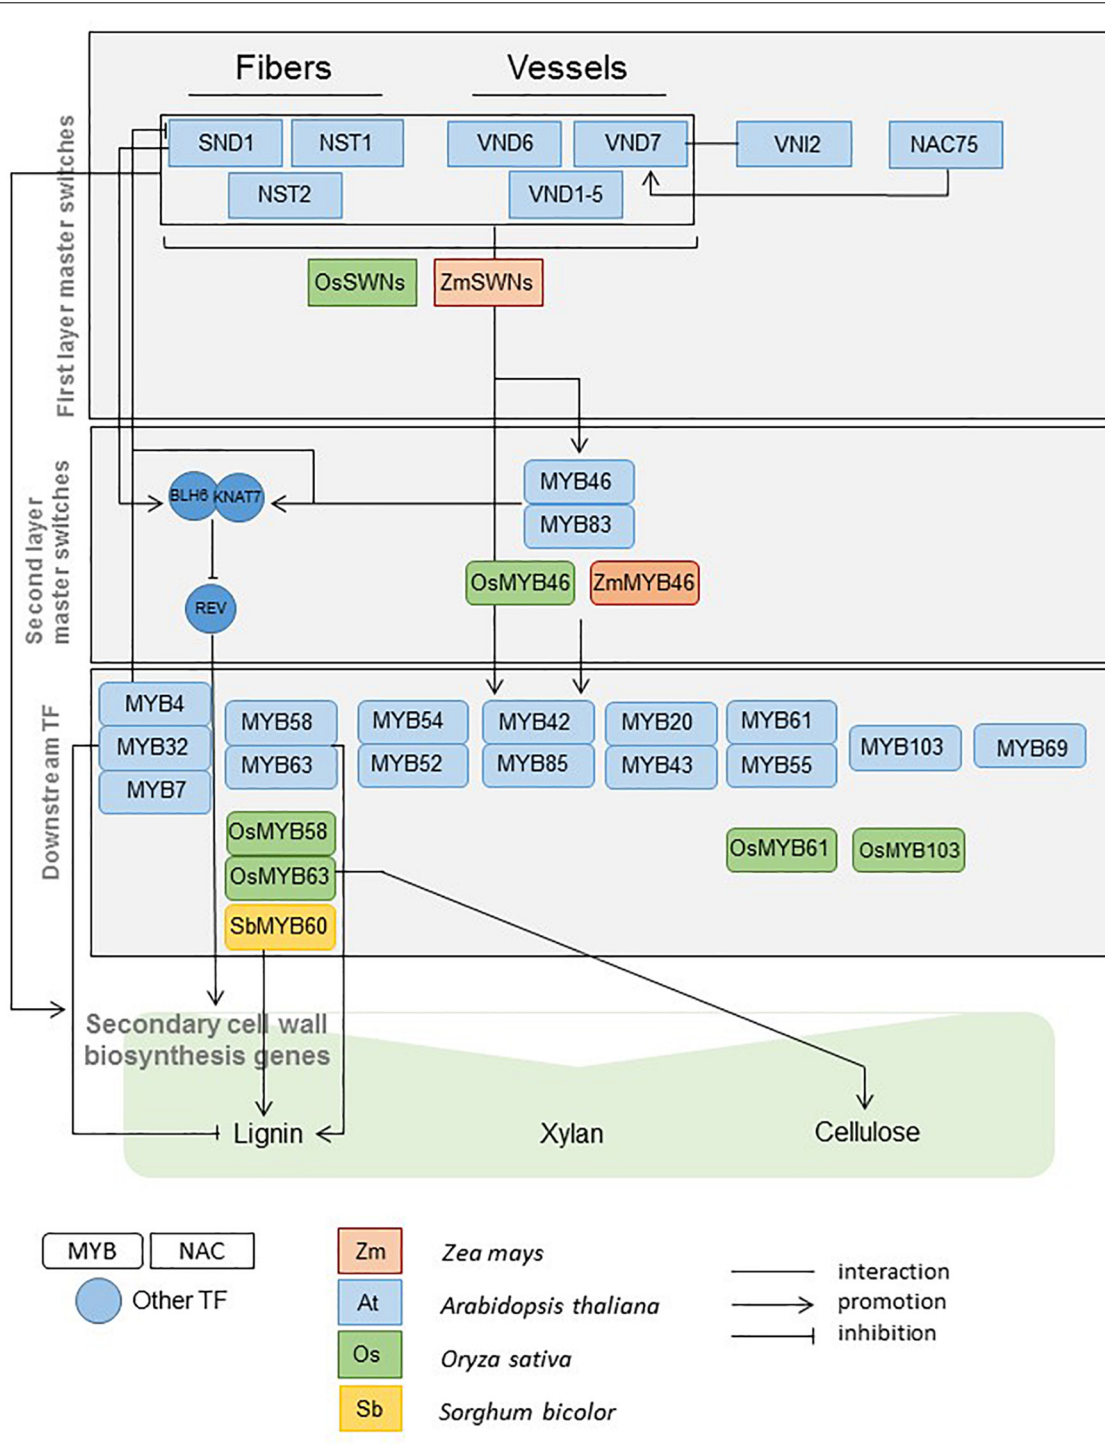 Fibers
Vessels
First layer master switches
SND1
NST1
VND6
VND7
VNI2
NAC75
NST2
VND1-5
OsSWNs
ZmSWNs
Second layer
master switches
BLH6
KNAT7
MYB46
MYB83
OsMYB46
ZmMYB46
REV
Downstream TF
MYB4
MYB32
MYB7
MYB58
MYB63
MYB54
MYB52
MYB42
MYB85
MYB20
MYB43
MYB61
MYB55
MYB103
MYB69
OsMYB58
OsMYB63
SbMYB60
OsMYB61
OsMYB103
Secondary cell wall
biosynthesis genes
Lignin
Xylan
Cellulose
MYB
NAC
Other TF
Zm
Zea mays
At
Arabidopsis thaliana
Os
Oryza sativa
Sb
Sorghum bicolor
interaction
promotion
inhibition